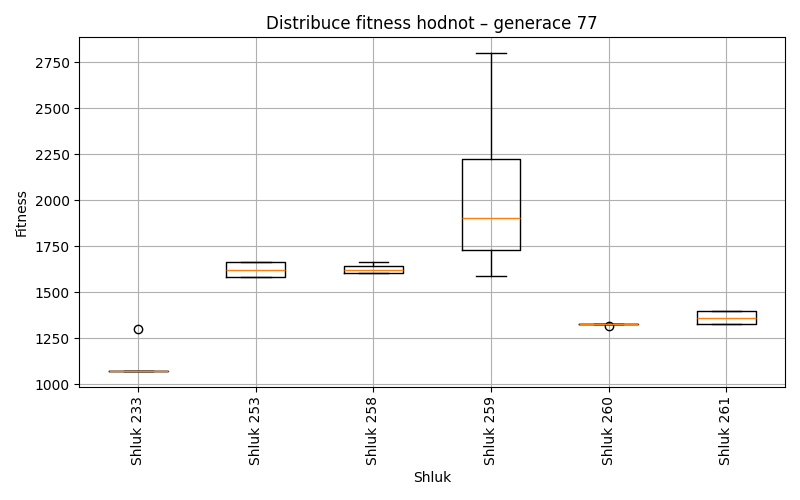 Distribuce fitness hodnot – generace 77
Fitness
2750
2500
2250
2000
1750
1500
1250
1000
Shluk 233
Shluk 253
Shluk 258
Shluk 259
Shluk 260
Shluk 261
Shluk